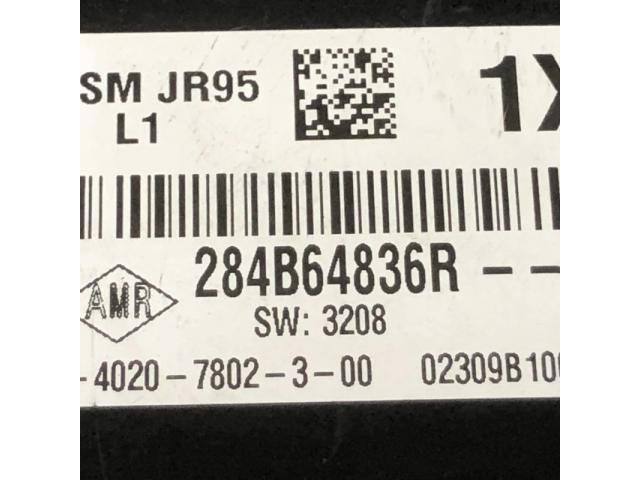 SM JR95
L1
1X
284B64836R - -
AMR
SW: 3208
-4020-7802-3-00 02309B10